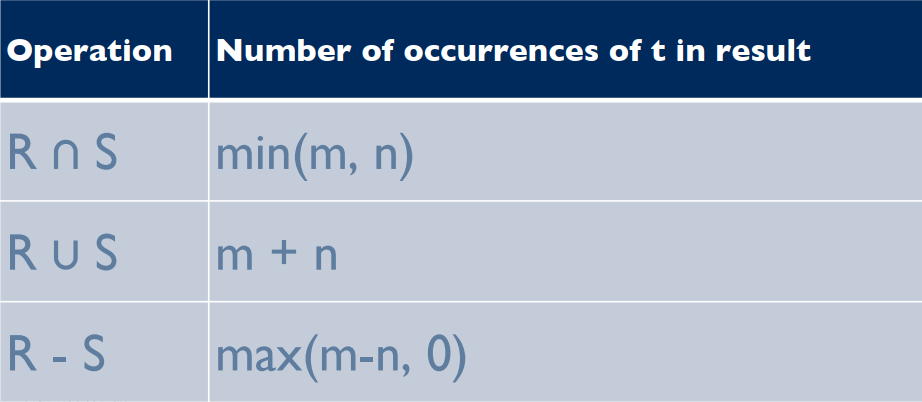 Operation Number of occurrences of t in result
R ∩ S min(m, n)
R ∪ S m + n
R - S max(m-n, 0)